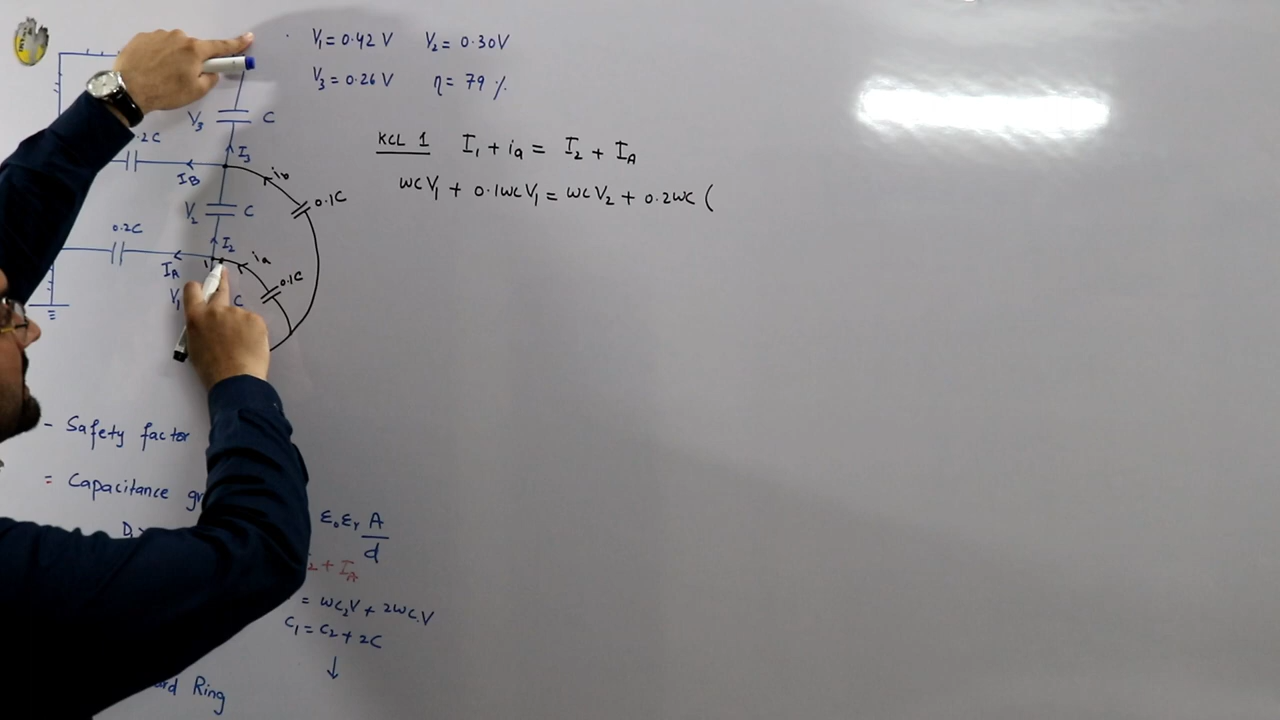 V₁ = 0.42 V V₂ = 0.30V
V₃ = 0.26 V η = 79 %
KCL 1 I₁ + iₐ = I₂ + I_A
ωCV₁ + 0.1ωCV₁ = ωCV₂ + 0.2ωC (
V₃ C
.2C I₃
I_B i_b
0.1C
V₂ C
0.2C I₂
I_A iₐ
0.1C
V₁ C
- Safety factor
= Capacitance gr
ε₀εᵣ A/d
₂ + I_A
= ωC₂V + 2ωC.V
C₁ = C₂ + 2C
↓
ard Ring